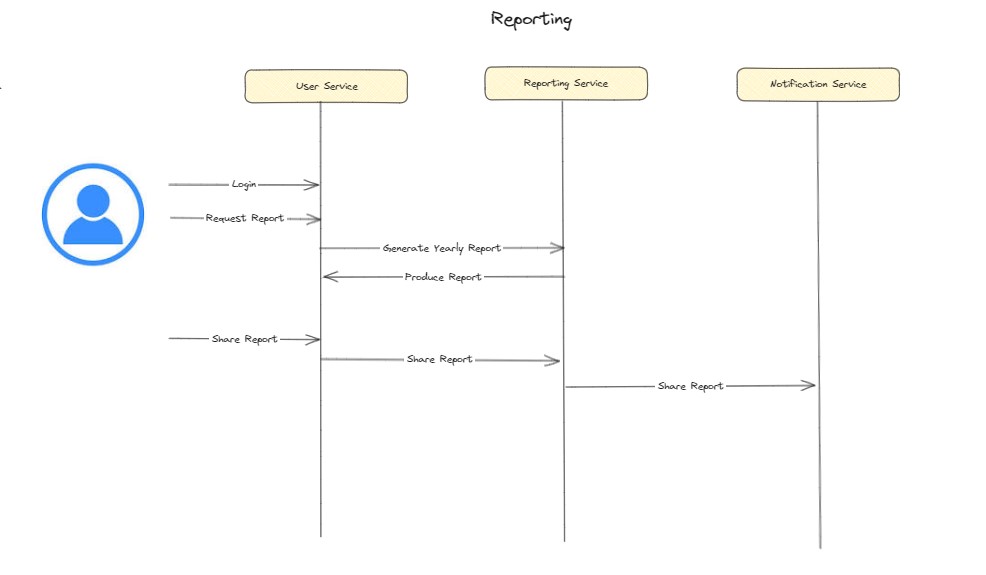 Reporting
User Service
Reporting Service
Notification Service
Login
Request Report
Generate Yearly Report
Produce Report
Share Report
Share Report
Share Report